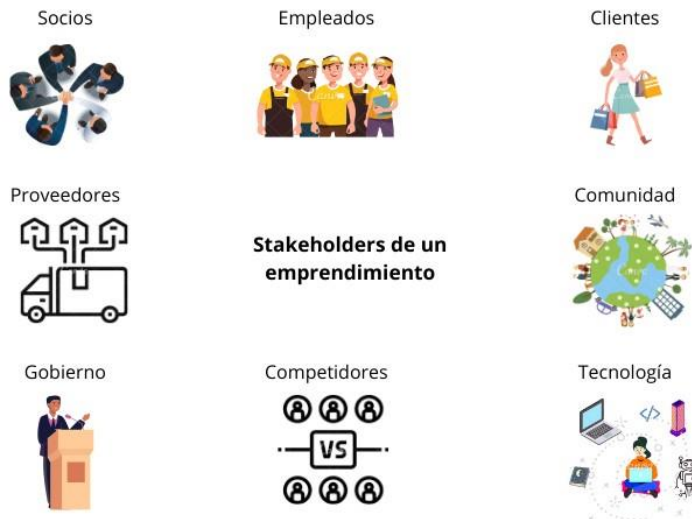 Socios
Empleados
Clientes
Proveedores
Comunidad
Stakeholders de un
emprendimiento
Gobierno
Competidores
Tecnología
VS